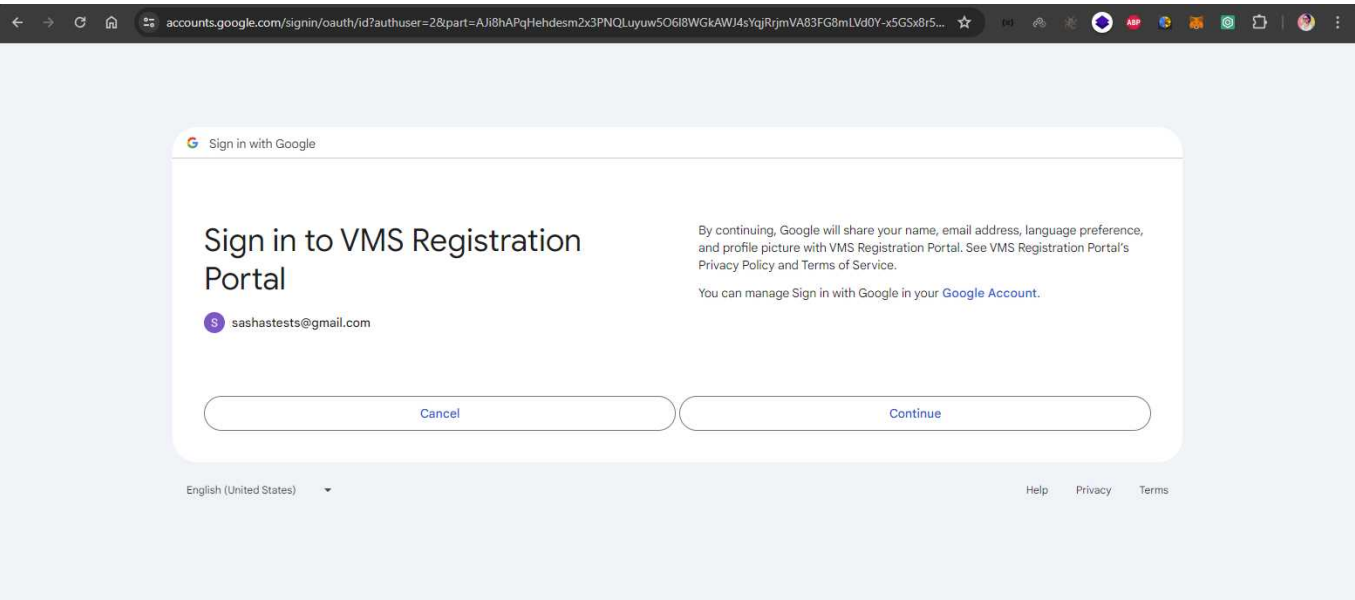 accounts.google.com/signin/oauth/id?authuser=2&part=AJi8hAPqHehdesm2x3PNQLuyuw5O6I8WGkAWJ4sYqjRrjmVA83FG8mLVd0Y-x5GSx8r5...
ABP
Sign in with Google
Sign in to VMS Registration
Portal
S sashastests@gmail.com
By continuing, Google will share your name, email address, language preference,
and profile picture with VMS Registration Portal. See VMS Registration Portal's
Privacy Policy and Terms of Service.
You can manage Sign in with Google in your Google Account.
Cancel
Continue
English (United States)
Help Privacy Terms